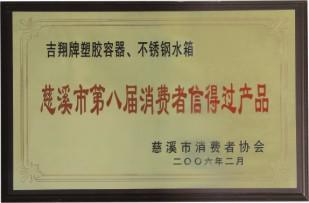 吉翔牌塑胶容器、不锈钢水箱
慈溪市第八届消费者信得过产品
慈溪市消费者协会
二〇〇六年二月